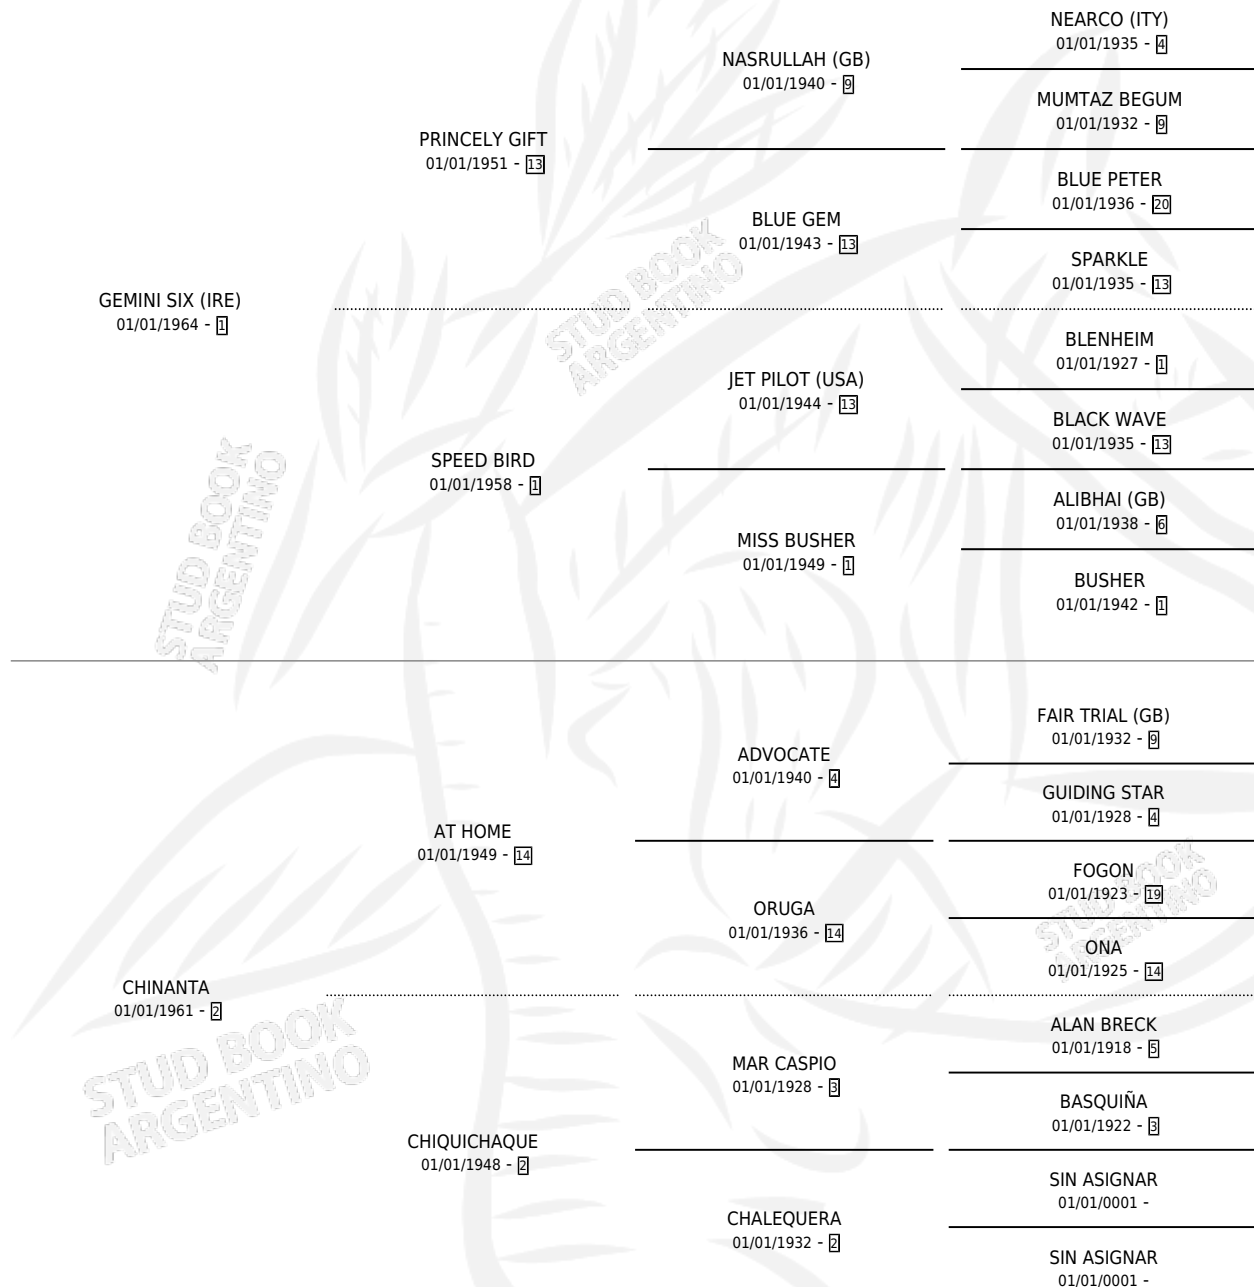 NEARCO (ITY)
01/01/1935 - 4
NASRULLAH (GB)
01/01/1940 - 9
MUMTAZ BEGUM
01/01/1932 - 9
PRINCELY GIFT
01/01/1951 - 13
BLUE PETER
01/01/1936 - 20
BLUE GEM
01/01/1943 - 13
SPARKLE
01/01/1935 - 13
GEMINI SIX (IRE)
01/01/1964 - 1
BLENHEIM
01/01/1927 - 1
JET PILOT (USA)
01/01/1944 - 13
BLACK WAVE
01/01/1935 - 13
SPEED BIRD
01/01/1958 - 1
ALIBHAI (GB)
01/01/1938 - 6
MISS BUSHER
01/01/1949 - 1
BUSHER
01/01/1942 - 1
FAIR TRIAL (GB)
01/01/1932 - 9
ADVOCATE
01/01/1940 - 4
GUIDING STAR
01/01/1928 - 4
AT HOME
01/01/1949 - 14
FOGON
01/01/1923 - 19
ORUGA
01/01/1936 - 14
ONA
01/01/1925 - 14
CHINANTA
01/01/1961 - 2
ALAN BRECK
01/01/1918 - 5
MAR CASPIO
01/01/1928 - 3
BASQUIÑA
01/01/1922 - 3
CHIQUICHAQUE
01/01/1948 - 2
SIN ASIGNAR
01/01/0001 -
CHALEQUERA
01/01/1932 - 2
SIN ASIGNAR
01/01/0001 -
STUD BOOK
ARGENTINO
STUD BOOK
ARGENTINO
STUD BOOK
ARGENTINO
STUD BOOK
ARGENTINO